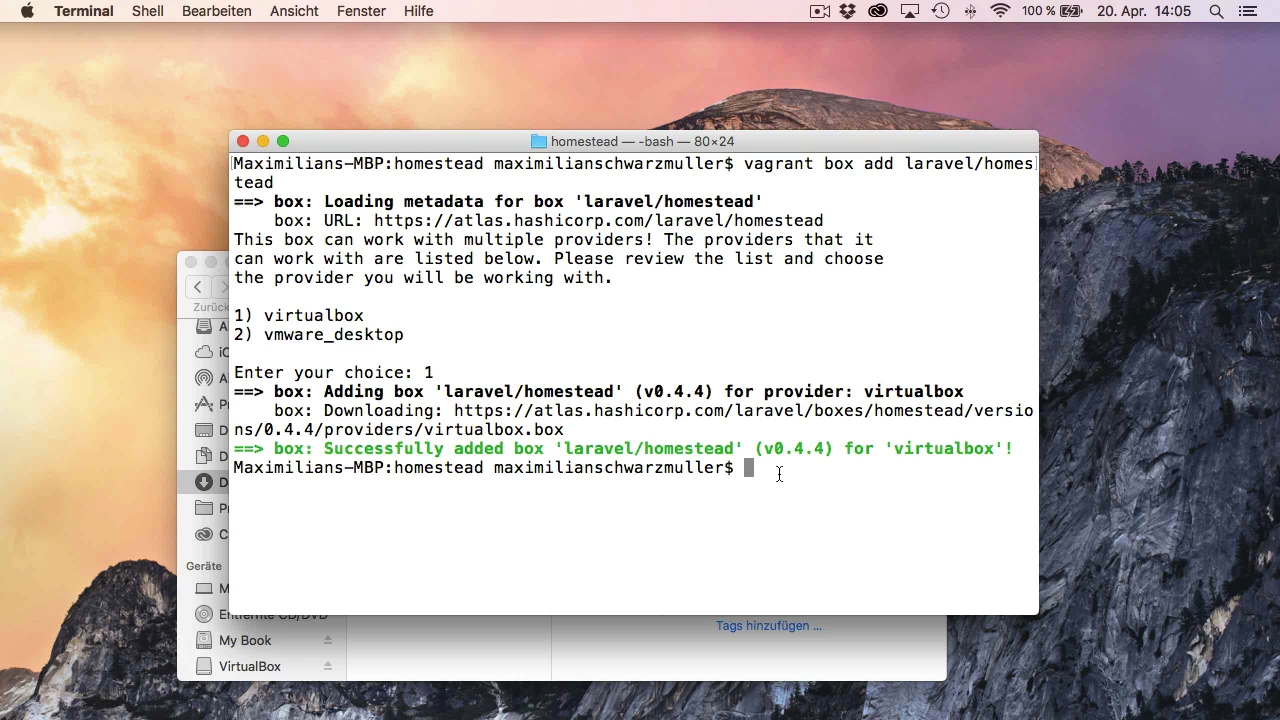 Terminal Shell Bearbeiten Ansicht Fenster Hilfe 100 % 20. Apr. 14:05
homestead — -bash — 80×24
Maximilians-MBP:homestead maximilianschwarzmuller$ vagrant box add laravel/homes
tead
==> box: Loading metadata for box 'laravel/homestead'
box: URL: https://atlas.hashicorp.com/laravel/homestead
This box can work with multiple providers! The providers that it
can work with are listed below. Please review the list and choose
the provider you will be working with.
1) virtualbox
2) vmware_desktop
Enter your choice: 1
==> box: Adding box 'laravel/homestead' (v0.4.4) for provider: virtualbox
box: Downloading: https://atlas.hashicorp.com/laravel/boxes/homestead/versio
ns/0.4.4/providers/virtualbox.box
==> box: Successfully added box 'laravel/homestead' (v0.4.4) for 'virtualbox'!
Maximilians-MBP:homestead maximilianschwarzmuller$
Zurück
Geräte
Entfernte CD/DVD
My Book
VirtualBox
Tags hinzufügen ...